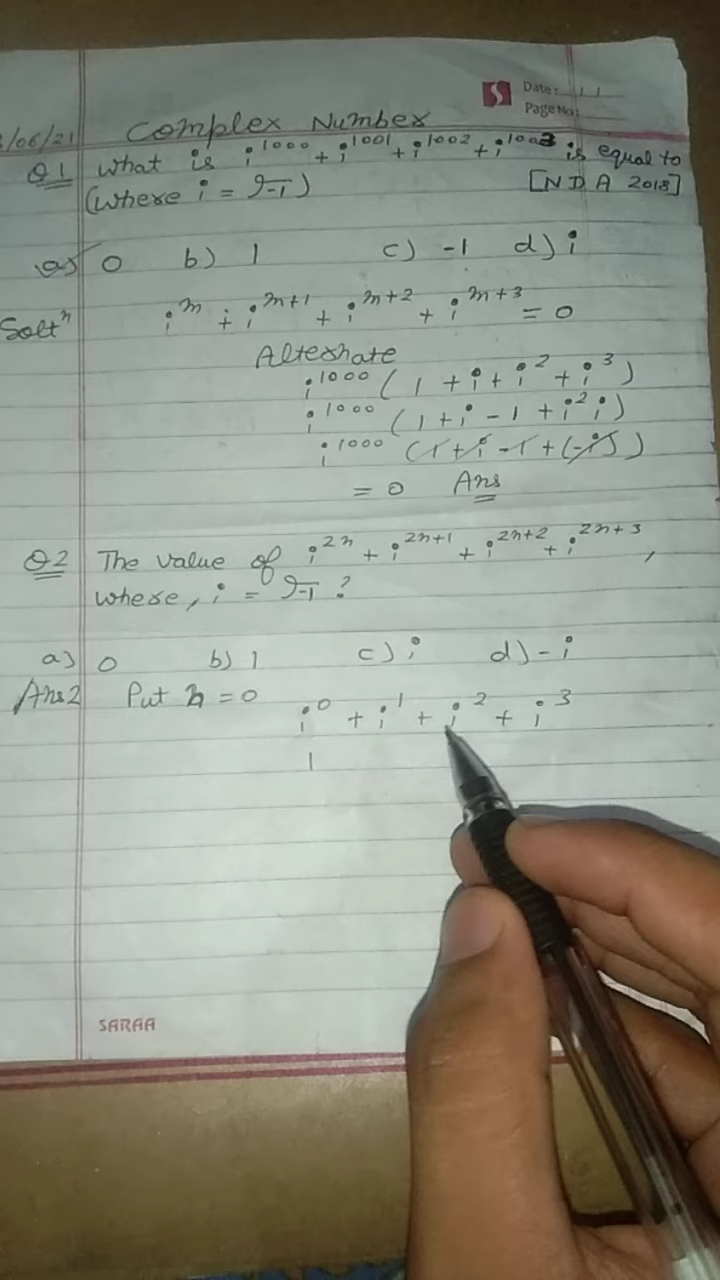 Date: / /
Page No:
/06/21 Complex Number
Q1 What is i^1000 + i^1001 + i^1002 + i^1003 is equal to
(where i = √-1) [NDA 2018]
a) 0 b) 1 c) -1 d) i
Solt^n i^n + i^n+1 + i^n+2 + i^n+3 = 0
Alternate
i^1000 (1 + i + i^2 + i^3)
i^1000 (1 + i - 1 + i^2 i)
i^1000 (1 + i - 1 + (-i))
= 0 Ans
Q2 The value of i^2n + i^2n+1 + i^2n+2 + i^2n+3,
where, i = √-1 ?
a) 0 b) 1 c) i d) -i
Ans2 Put n = 0 i^0 + i^1 + i^2 + i^3
1
SARAA